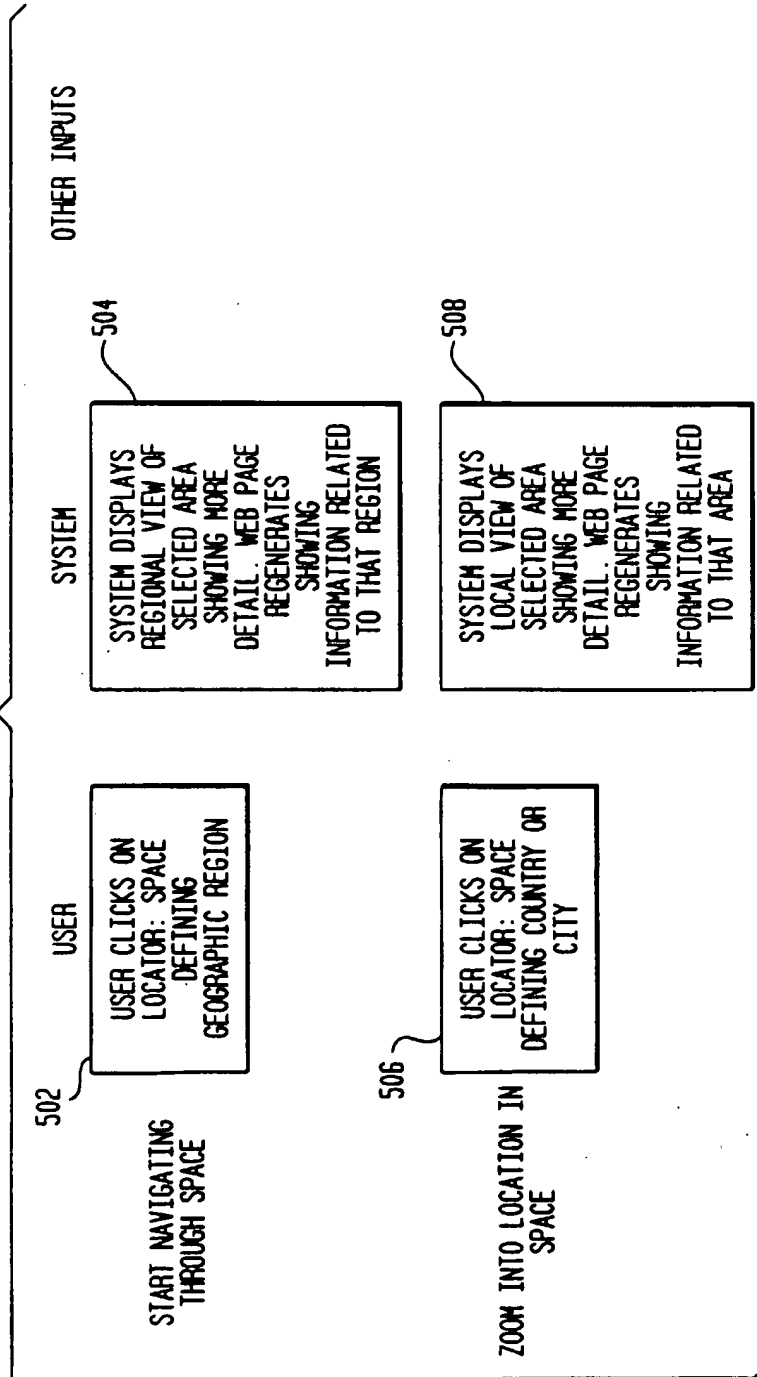 USER
SYSTEM
OTHER INPUTS
START NAVIGATING
THROUGH SPACE
502
USER CLICKS ON
LOCATOR: SPACE
DEFINING
GEOGRAPHIC REGION
504
SYSTEM DISPLAYS
REGIONAL VIEW OF
SELECTED AREA
SHOWING MORE
DETAIL. WEB PAGE
REGENERATES
SHOWING
INFORMATION RELATED
TO THAT REGION
ZOOM INTO LOCATION IN
SPACE
506
USER CLICKS ON
LOCATOR: SPACE
DEFINING COUNTRY OR
CITY
508
SYSTEM DISPLAYS
LOCAL VIEW OF
SELECTED AREA
SHOWING MORE
DETAIL. WEB PAGE
REGENERATES
SHOWING
INFORMATION RELATED
TO THAT AREA